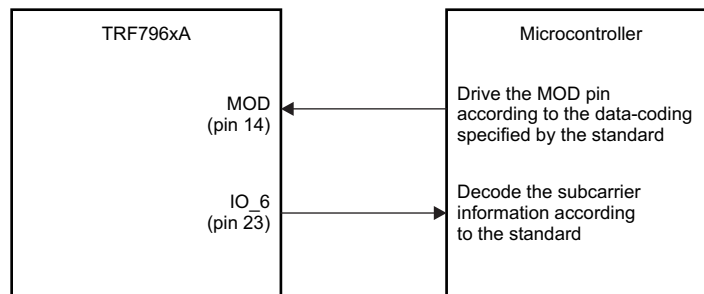 TRF796xA
Microcontroller
MOD
(pin 14)
Drive the MOD pin
according to the data-coding
specified by the standard
IO_6
(pin 23)
Decode the subcarrier
information according
to the standard